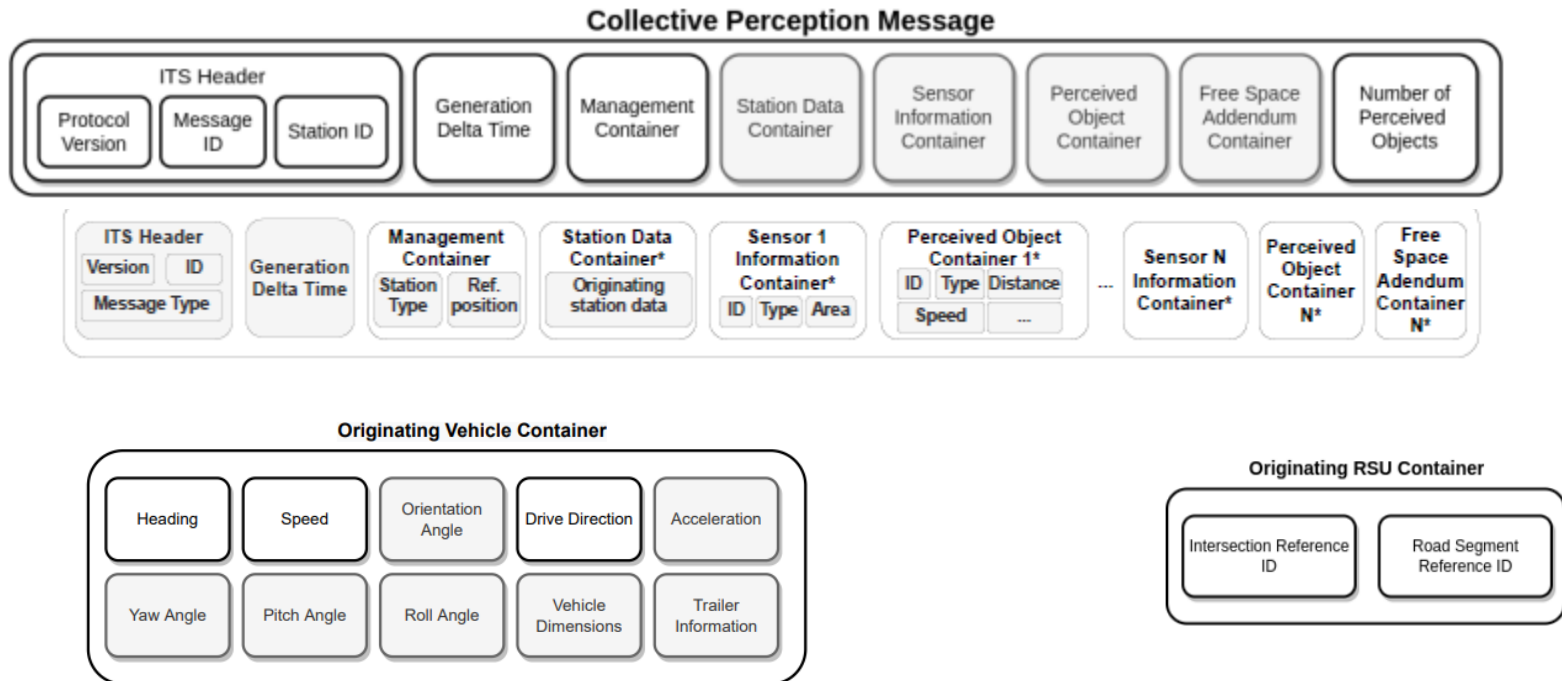 Collective Perception Message
ITS Header
Protocol
Version
Message
ID
Station ID
Generation
Delta Time
Management
Container
Station Data
Container
Sensor
Information
Container
Perceived
Object
Container
Free Space
Addendum
Container
Number of
Perceived
Objects
ITS Header
Version
ID
Message Type
Generation
Delta Time
Management
Container
Station
Type
Ref.
position
Station Data
Container*
Originating
station data
Sensor 1
Information
Container*
ID
Type
Area
Perceived Object
Container 1*
ID
Type
Distance
Speed
...
...
Sensor N
Information
Container*
Perceived
Object
Container
N*
Free
Space
Adendum
Container
N*
Originating Vehicle Container
Heading
Speed
Orientation
Angle
Drive Direction
Acceleration
Yaw Angle
Pitch Angle
Roll Angle
Vehicle
Dimensions
Trailer
Information
Originating RSU Container
Intersection Reference
ID
Road Segment
Reference ID